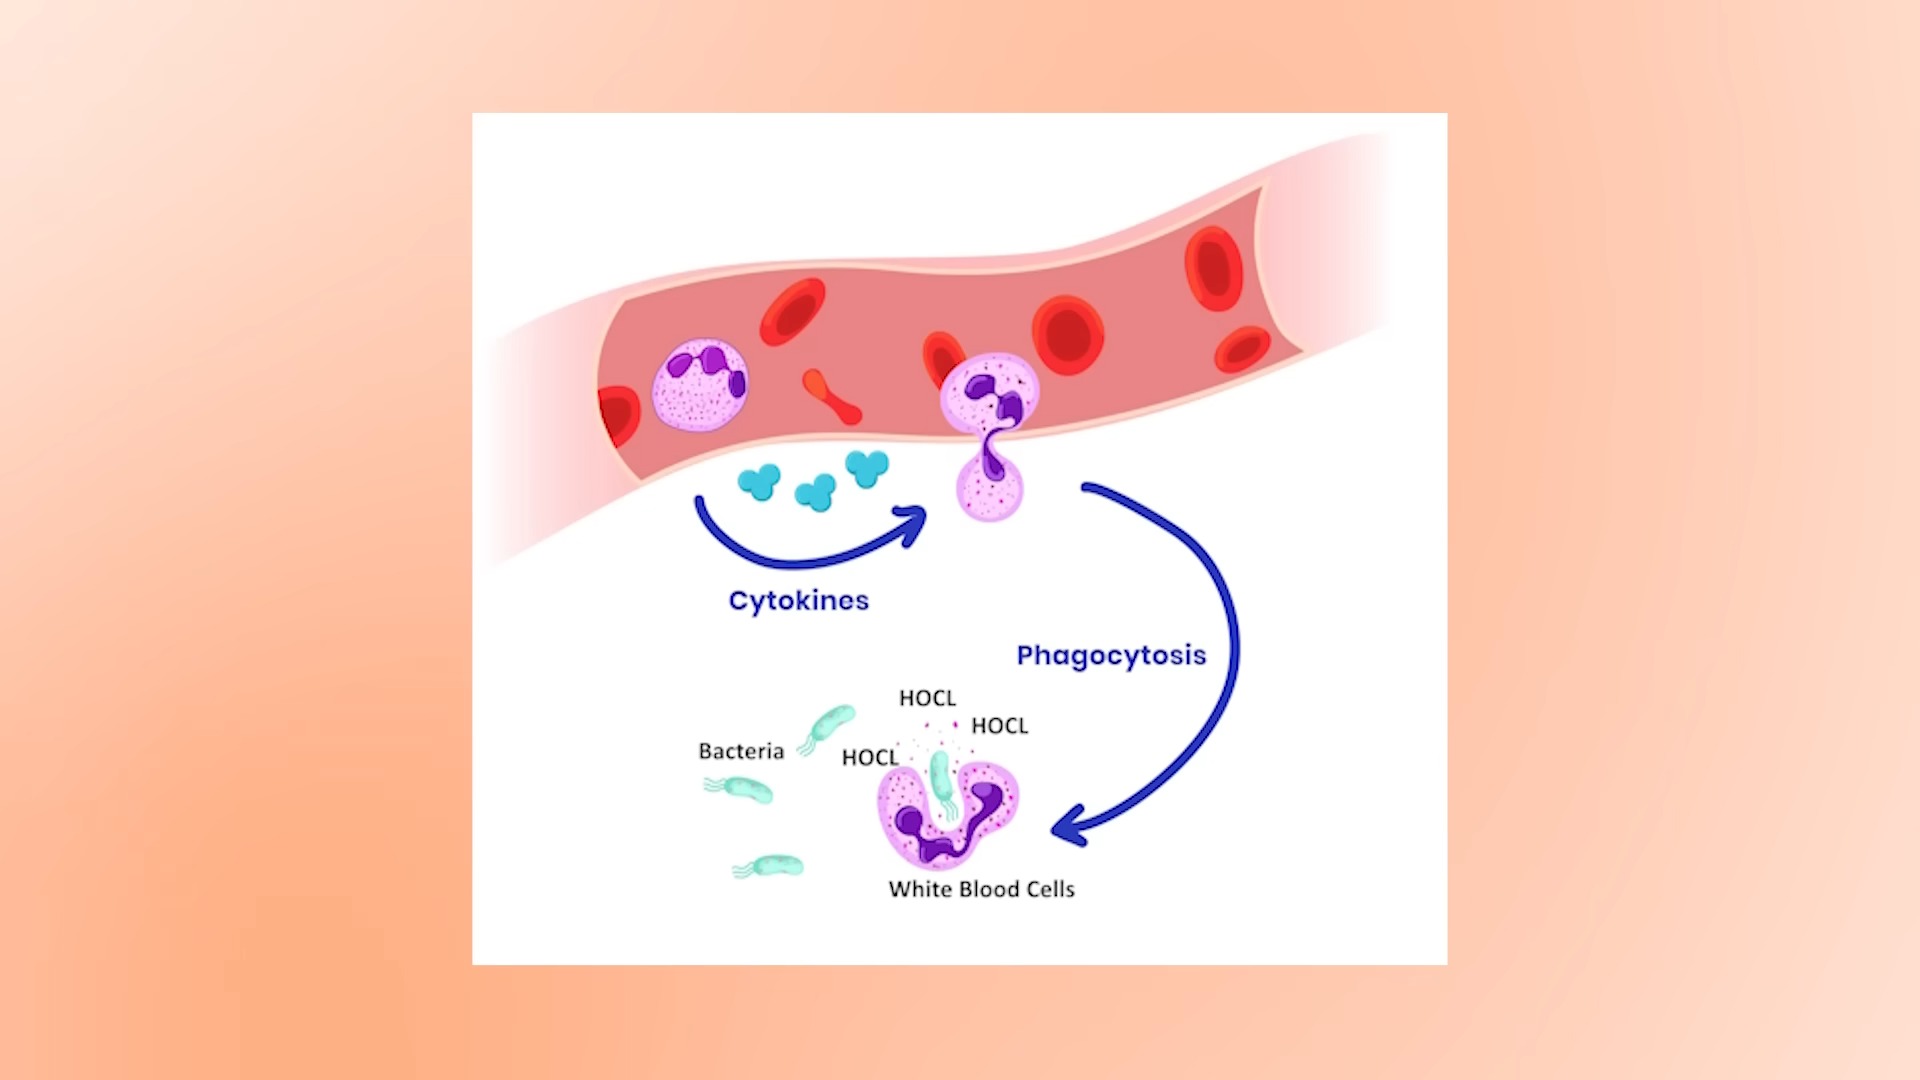 Cytokines
Phagocytosis
HOCL
HOCL
Bacteria
HOCL
White Blood Cells